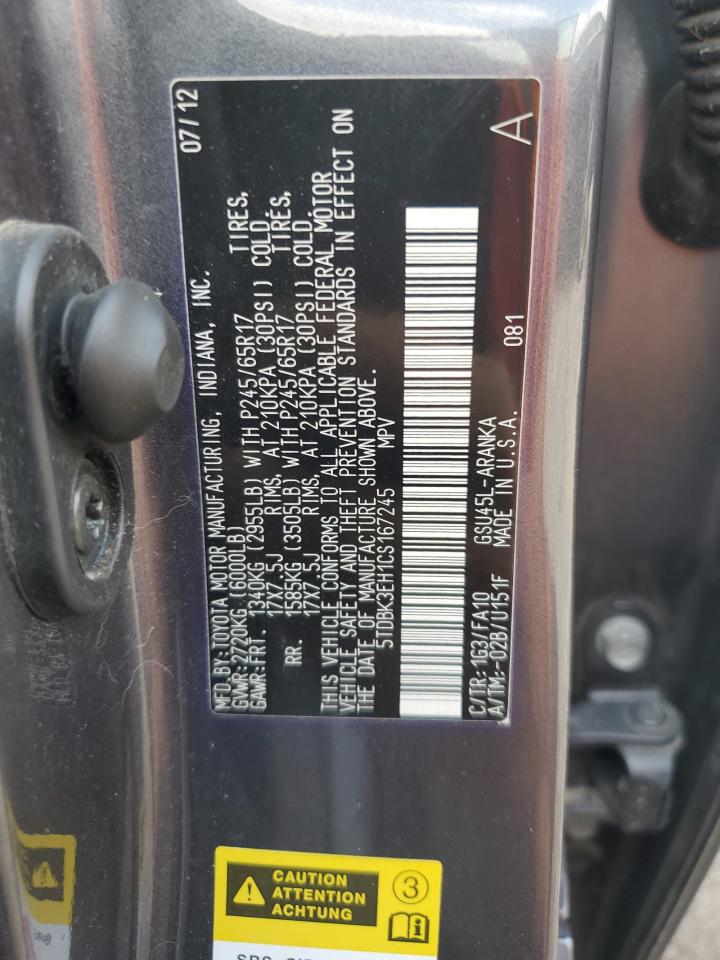 MFD BY:TOYOTA MOTOR MANUFACTURING, INDIANA, INC. 07/12
GVWR:2720KG (6000LB)
GAWR:FRT. 1340KG (2955LB) WITH P245/65R17 TIRES,
17X7.5J RIMS, AT 210KPA (30PSI) COLD.
RR. 1589KG (3505LB) WITH P245/65R17 TIRES,
17X7.5J RIMS, AT 210KPA (30PSI) COLD.
THIS VEHICLE CONFORMS TO ALL APPLICABLE FEDERAL MOTOR
VEHICLE SAFETY AND THEFT PREVENTION STANDARDS IN EFFECT ON
THE DATE OF MANUFACTURE SHOWN ABOVE.
5TDBK3EH1CS167245 MPV
C/TR:1G3/FA10 GSU45L-ARANKA 081 A
A/TM:-02B/U151F MADE IN U.S.A.
CAUTION
ATTENTION
ACHTUNG
3